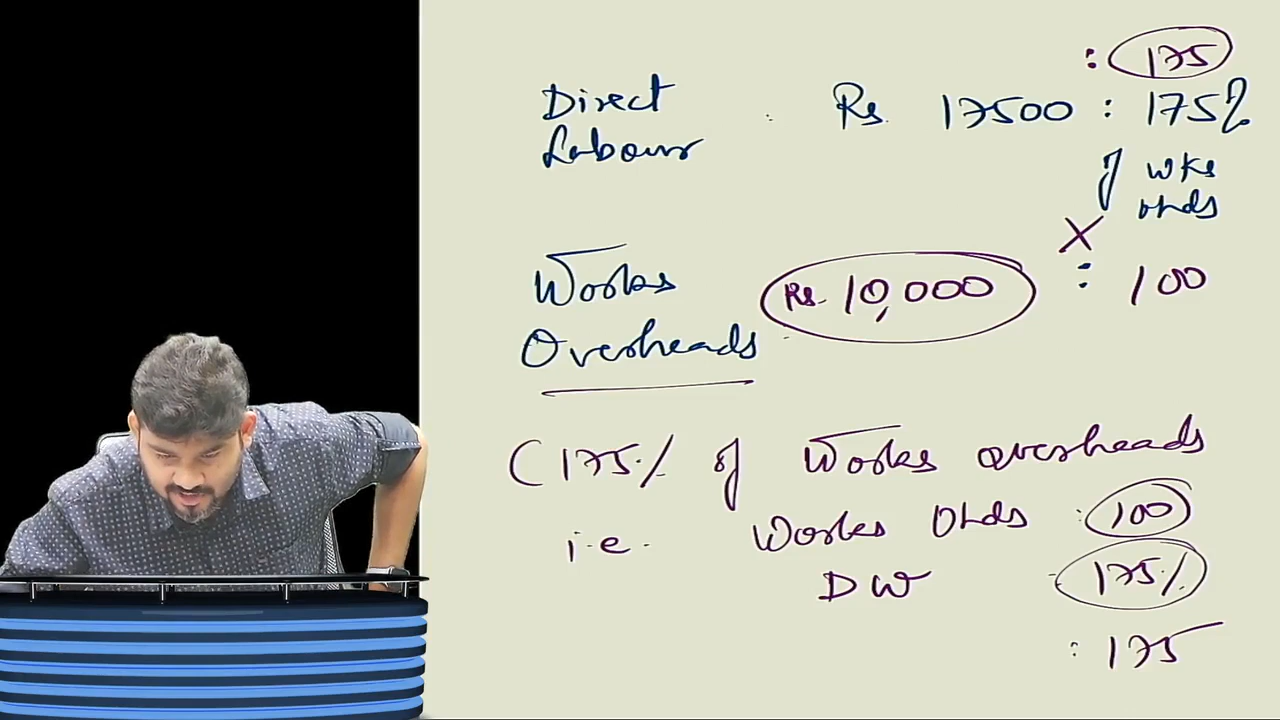 : 175
Direct Rs. 17500 : 175%
Labour
of wks
ohds
X
Works Rs. 10,000 : 100
Overheads
(175% of Works overheads
i.e. Works Ohds : 100
DW - 175%
: 175